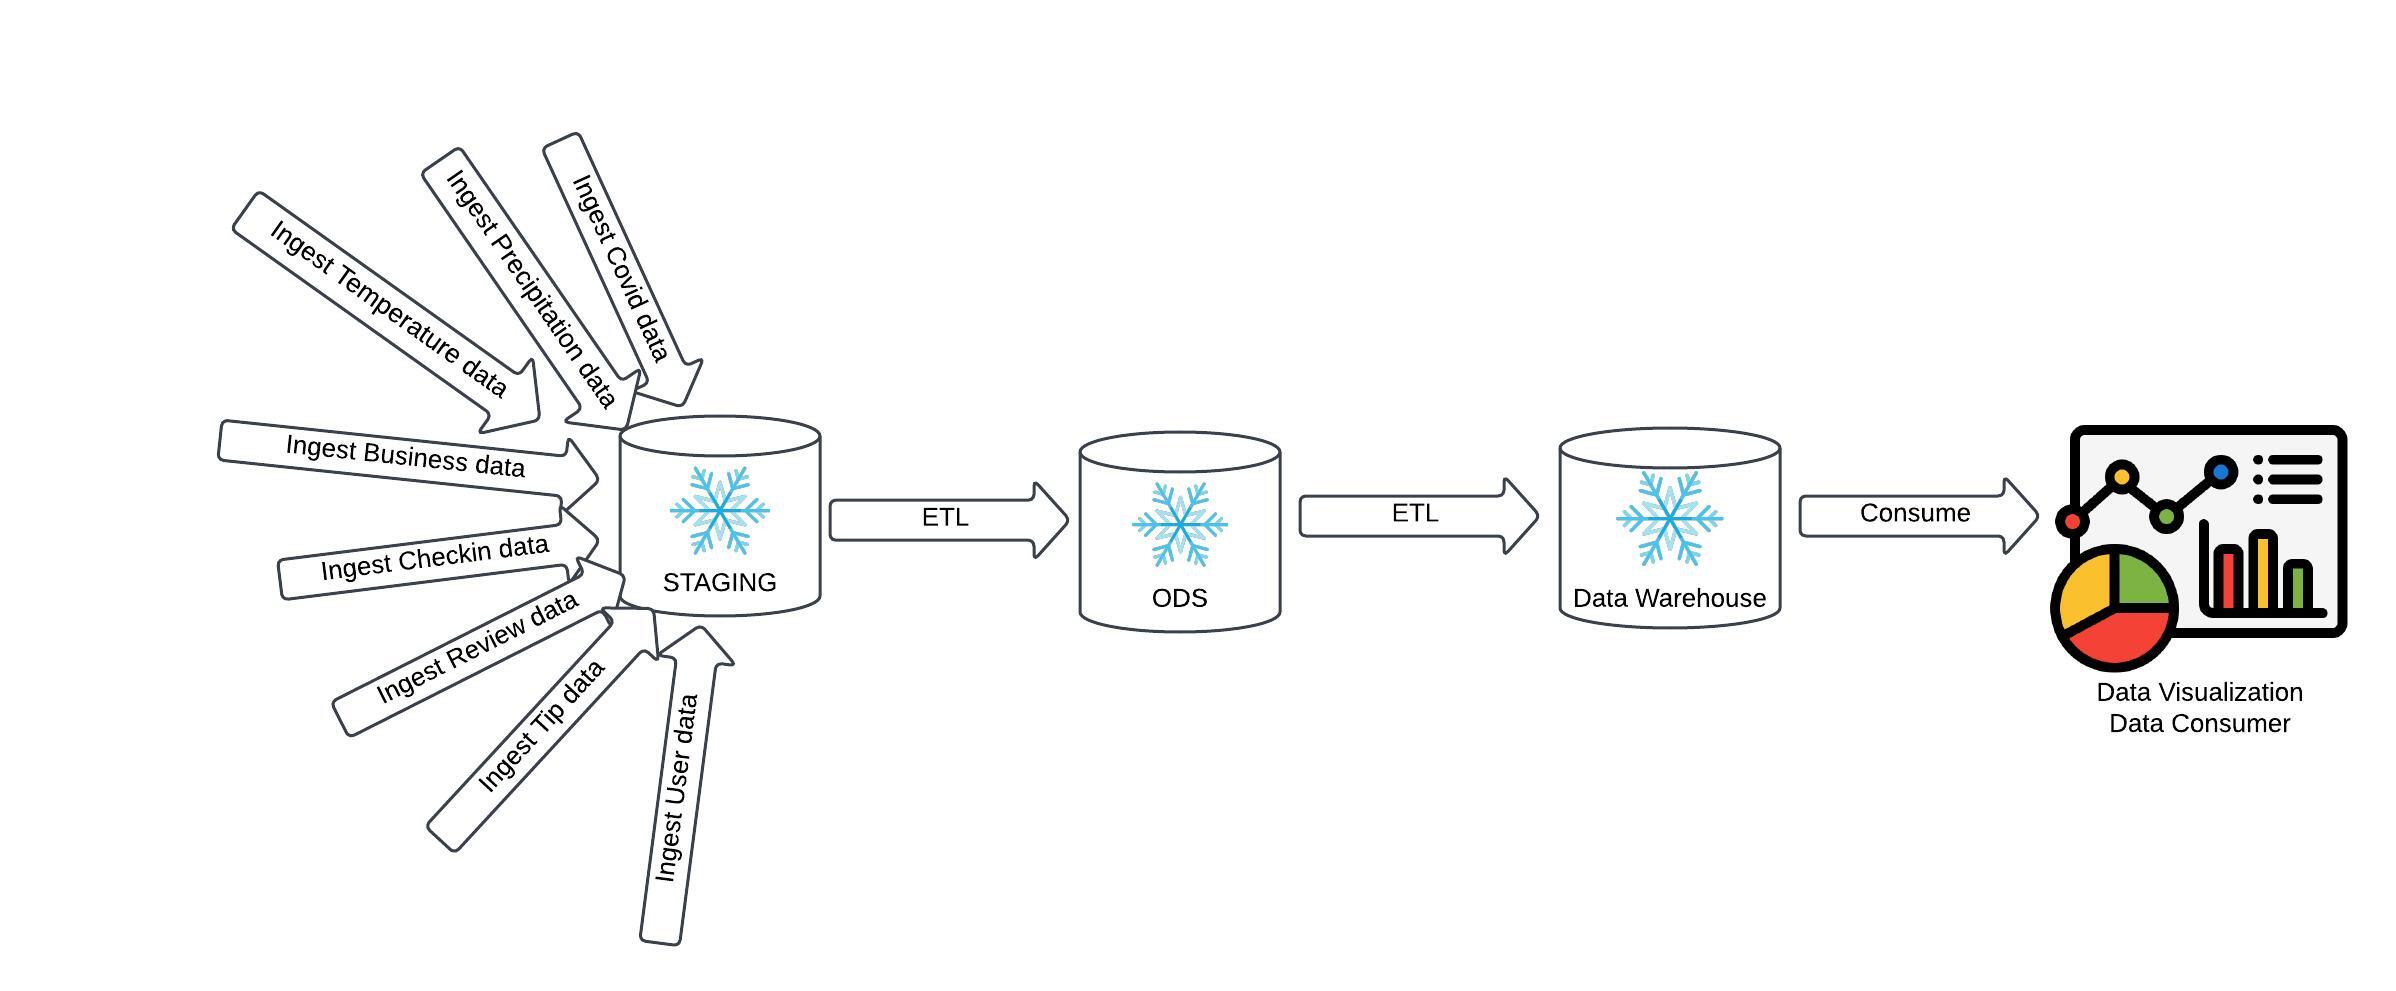 Ingest Covid data
Ingest Precipitation data
Ingest Temperature data
Ingest Business data
Ingest Checkin data
Ingest Review data
Ingest Tip data
Ingest User data
STAGING
ETL
ODS
ETL
Data Warehouse
Consume
Data Visualization
Data Consumer